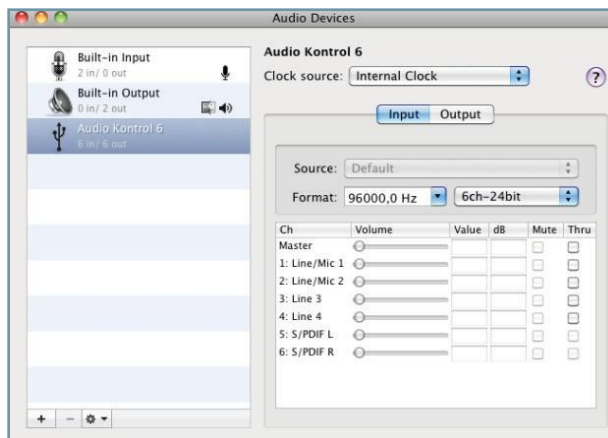 Audio Devices
Built-in Input
2 in/ 0 out
Built-in Output
0 in/ 2 out
Audio Kontrol 6
6 in/ 6 out
+ −
Audio Kontrol 6
Clock source: Internal Clock
?
Input Output
Source: Default
Format: 96000,0 Hz 6ch-24bit
Ch Volume Value dB Mute Thru
Master
1: Line/Mic 1
2: Line/Mic 2
3: Line 3
4: Line 4
5: S/PDIF L
6: S/PDIF R